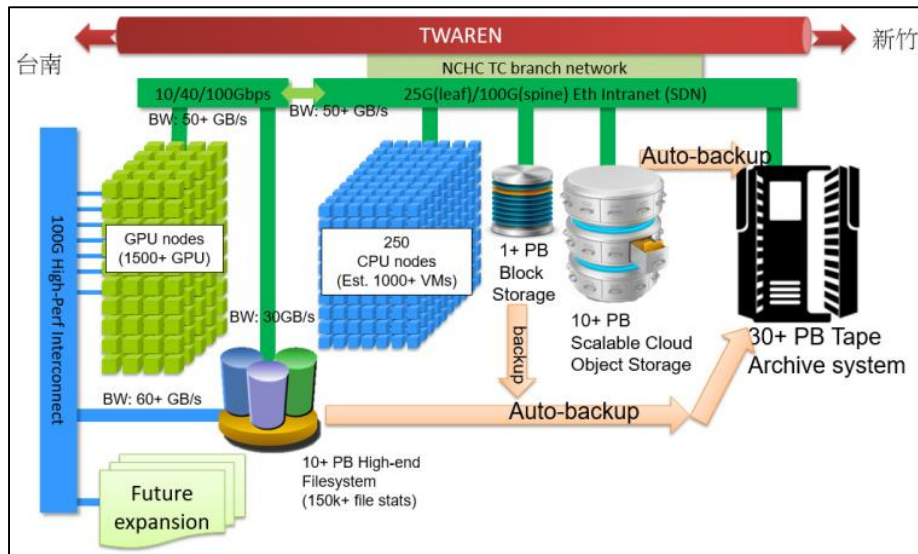 TWAREN
台南
新竹
NCHC TC branch network
10/40/100Gbps
25G(leaf)/100G(spine) Eth Intranet (SDN)
BW: 50+ GB/s
BW: 50+ GB/s
Auto-backup
100G High-Perf Interconnect
GPU nodes
(1500+ GPU)
250
CPU nodes
(Est. 1000+ VMs)
1+ PB
Block
Storage
10+ PB
Scalable Cloud
Object Storage
30+ PB Tape
Archive system
BW: 30GB/s
backup
BW: 60+ GB/s
Auto-backup
10+ PB High-end
Filesystem
(150k+ file stats)
Future
expansion